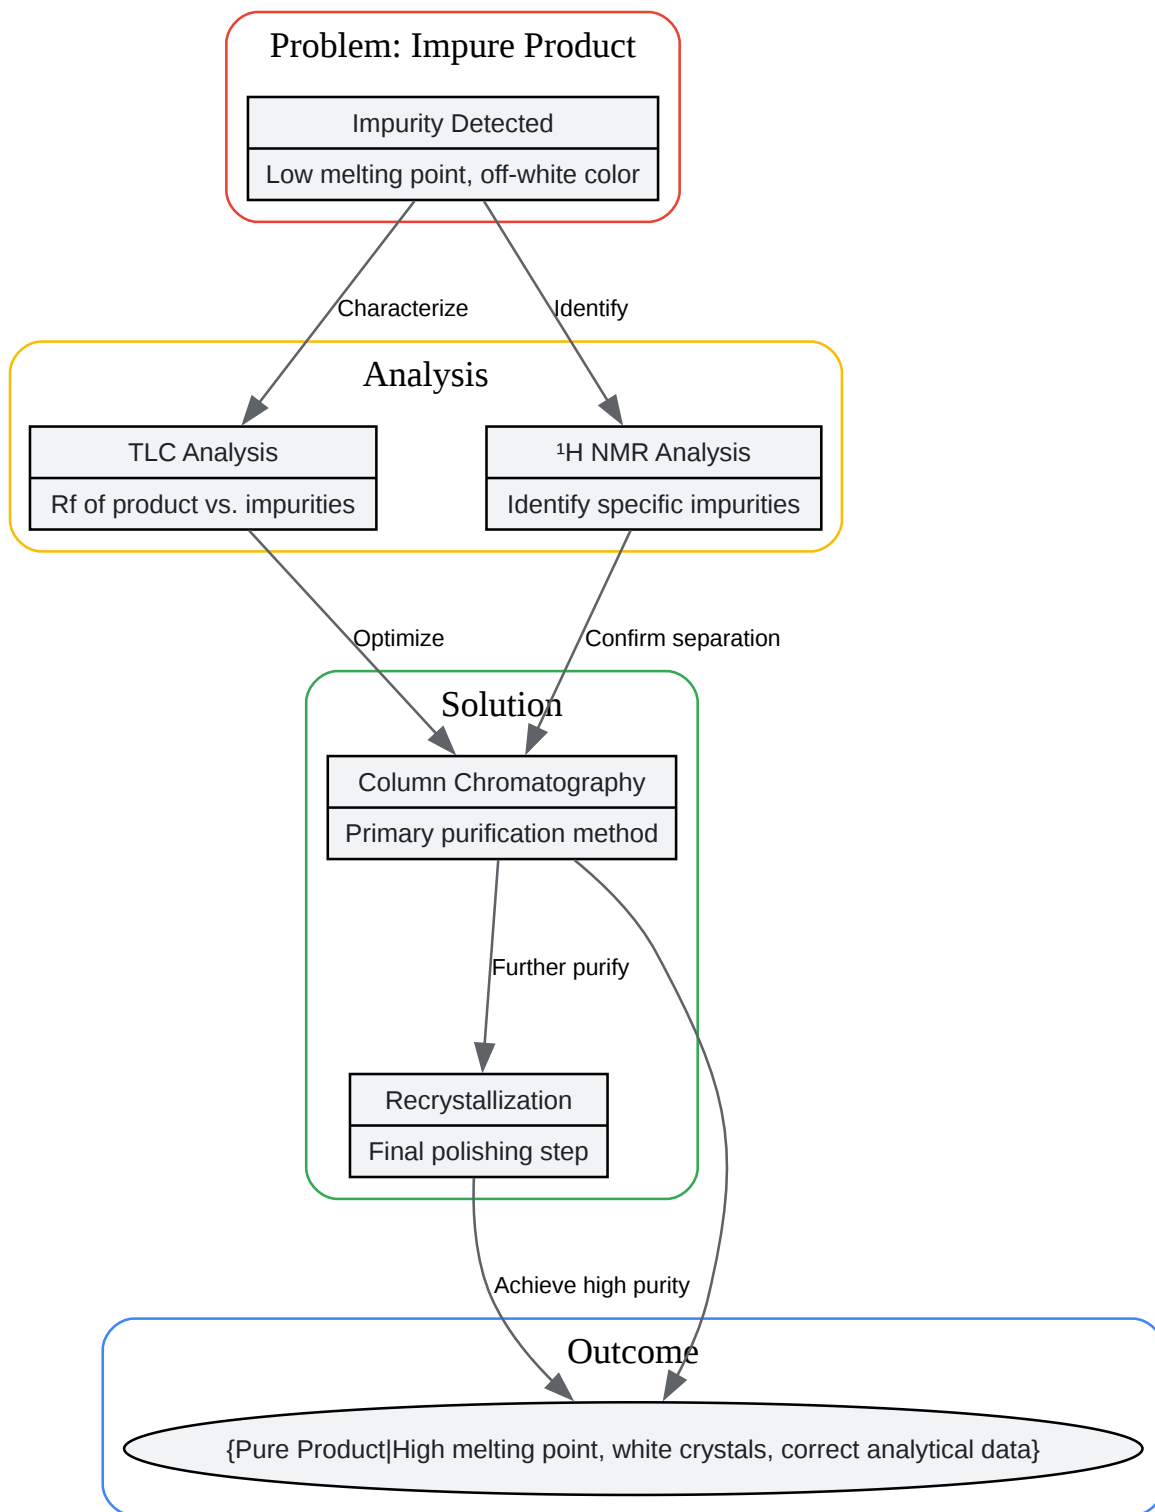 Problem: Impure Product
Impurity Detected
Low melting point, off-white color
Characterize
Identify
Analysis
TLC Analysis
Rf of product vs. impurities
¹H NMR Analysis
Identify specific impurities
Optimize
Confirm separation
Solution
Column Chromatography
Primary purification method
Further purify
Recrystallization
Final polishing step
Achieve high purity
Outcome
{Pure Product|High melting point, white crystals, correct analytical data}